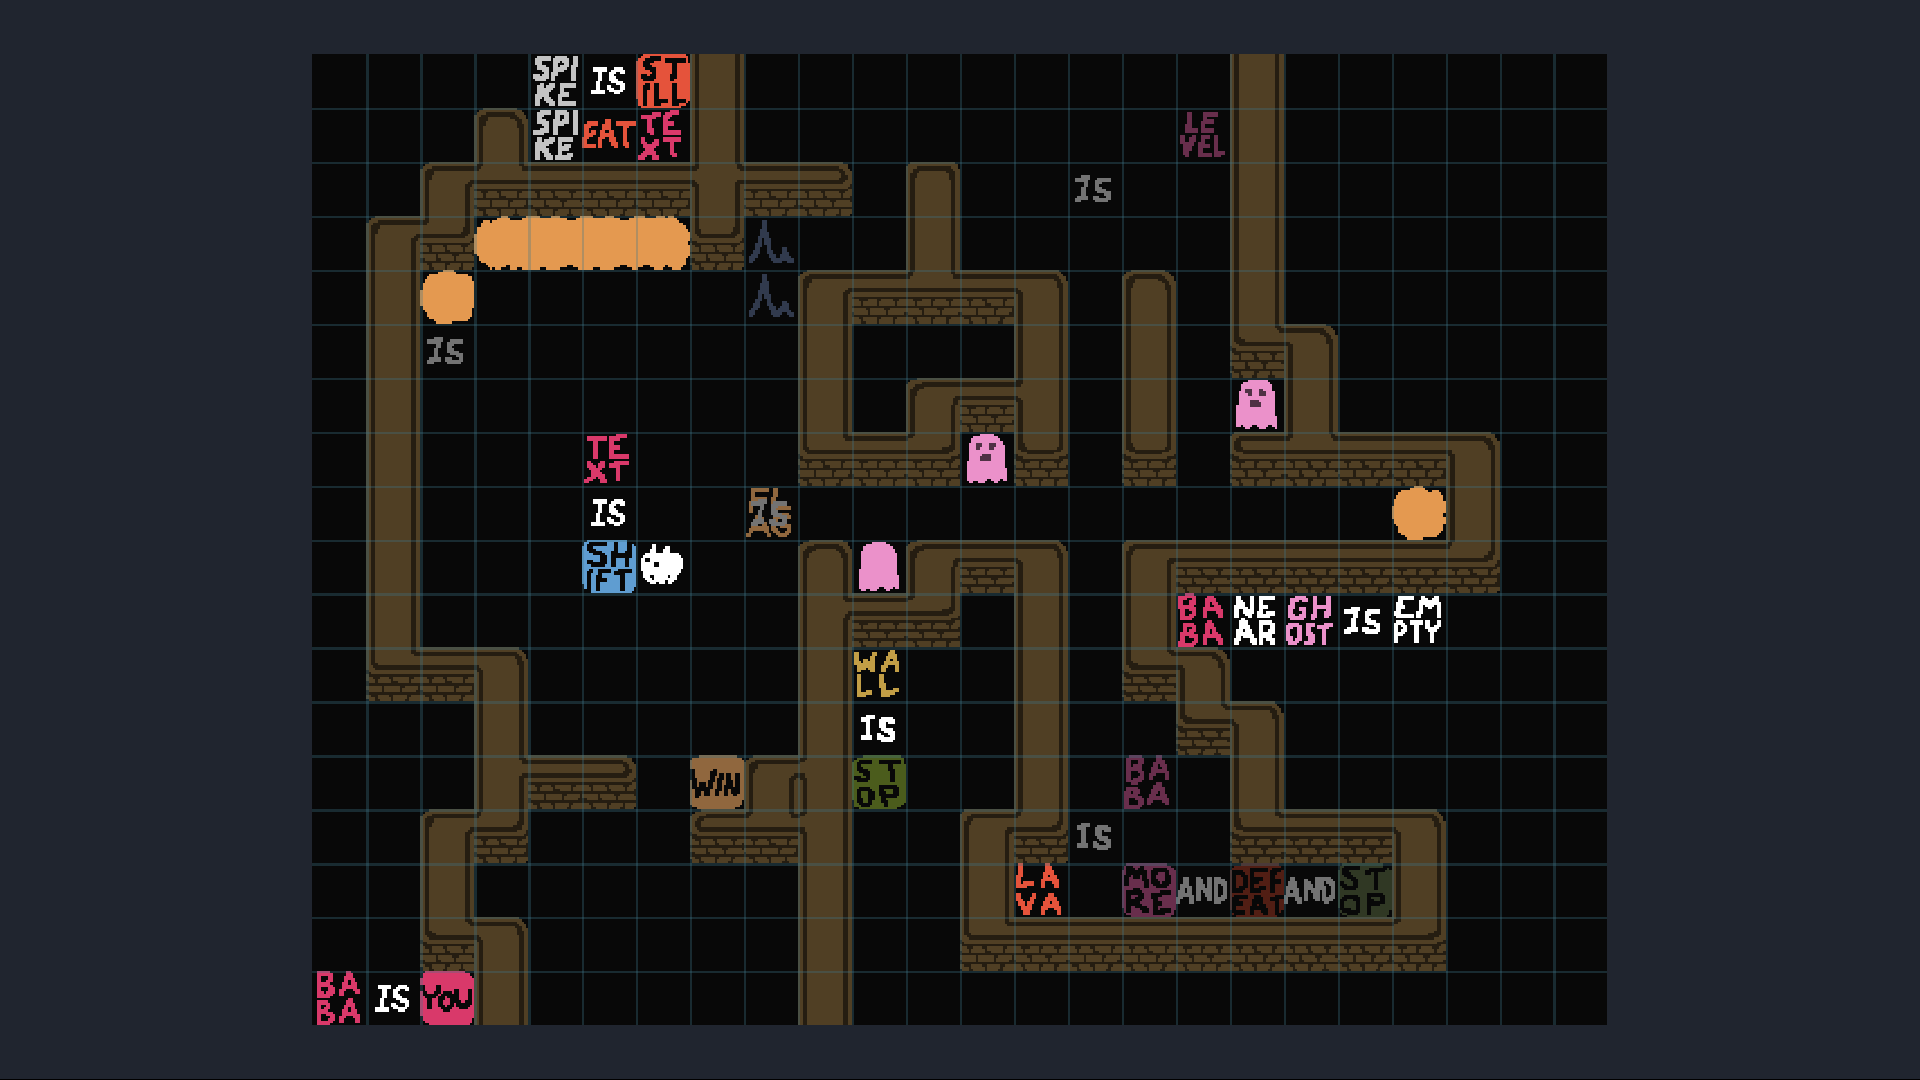 SPIKE IS STILL
SPIKE EAT TEXT
LEVEL
IS
IS
TEXT
IS
FLAG
SHIFT
BABA NEAR GHOST IS EMPTY
WALL
IS
WIN STOP BABA
IS
LAVA MORE AND DEFEAT AND STOP
BABA IS YOU